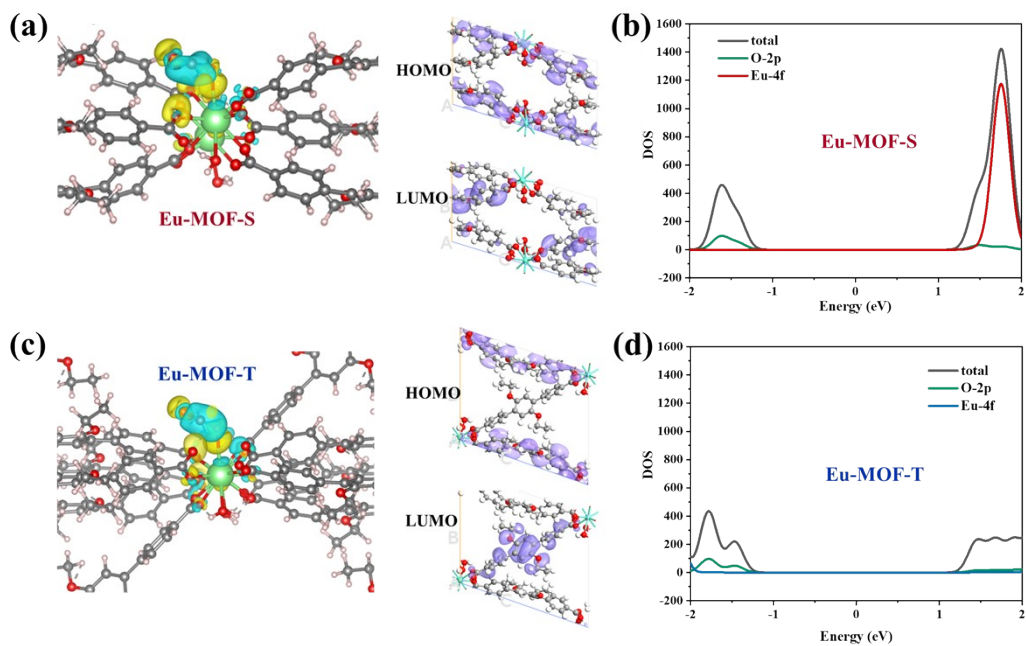 (a)
HOMO
LUMO
Eu-MOF-S
(b)
1600
1400
1200
1000
800
600
400
200
0
-200
DOS
total
O-2p
Eu-4f
Eu-MOF-S
-2
-1
0
1
2
Energy (eV)
(c)
Eu-MOF-T
HOMO
LUMO
(d)
1600
1400
1200
1000
800
600
400
200
0
-200
DOS
total
O-2p
Eu-4f
Eu-MOF-T
-2
-1
0
1
2
Energy (eV)